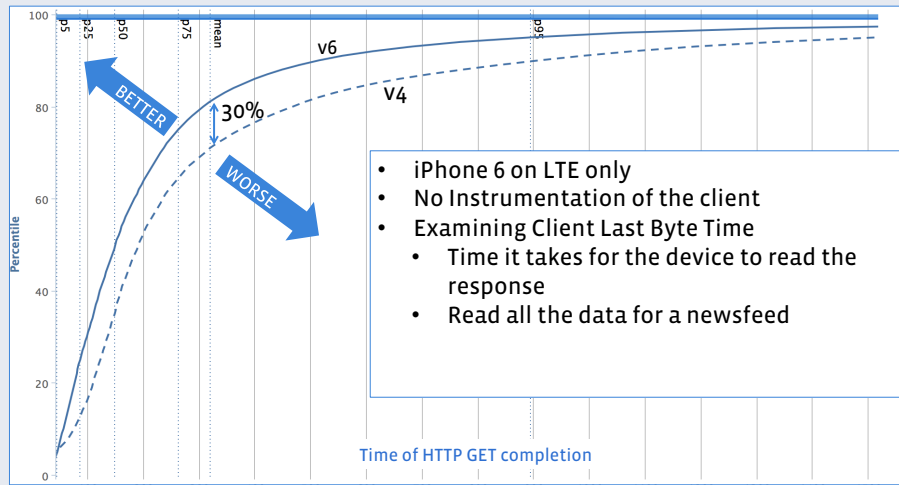 100
80
60
40
20
0
Percentile
p5
p25
p50
p75
mean
p95
v6
v4
30%
BETTER
WORSE
• iPhone 6 on LTE only
• No Instrumentation of the client
• Examining Client Last Byte Time
• Time it takes for the device to read the
response
• Read all the data for a newsfeed
Time of HTTP GET completion